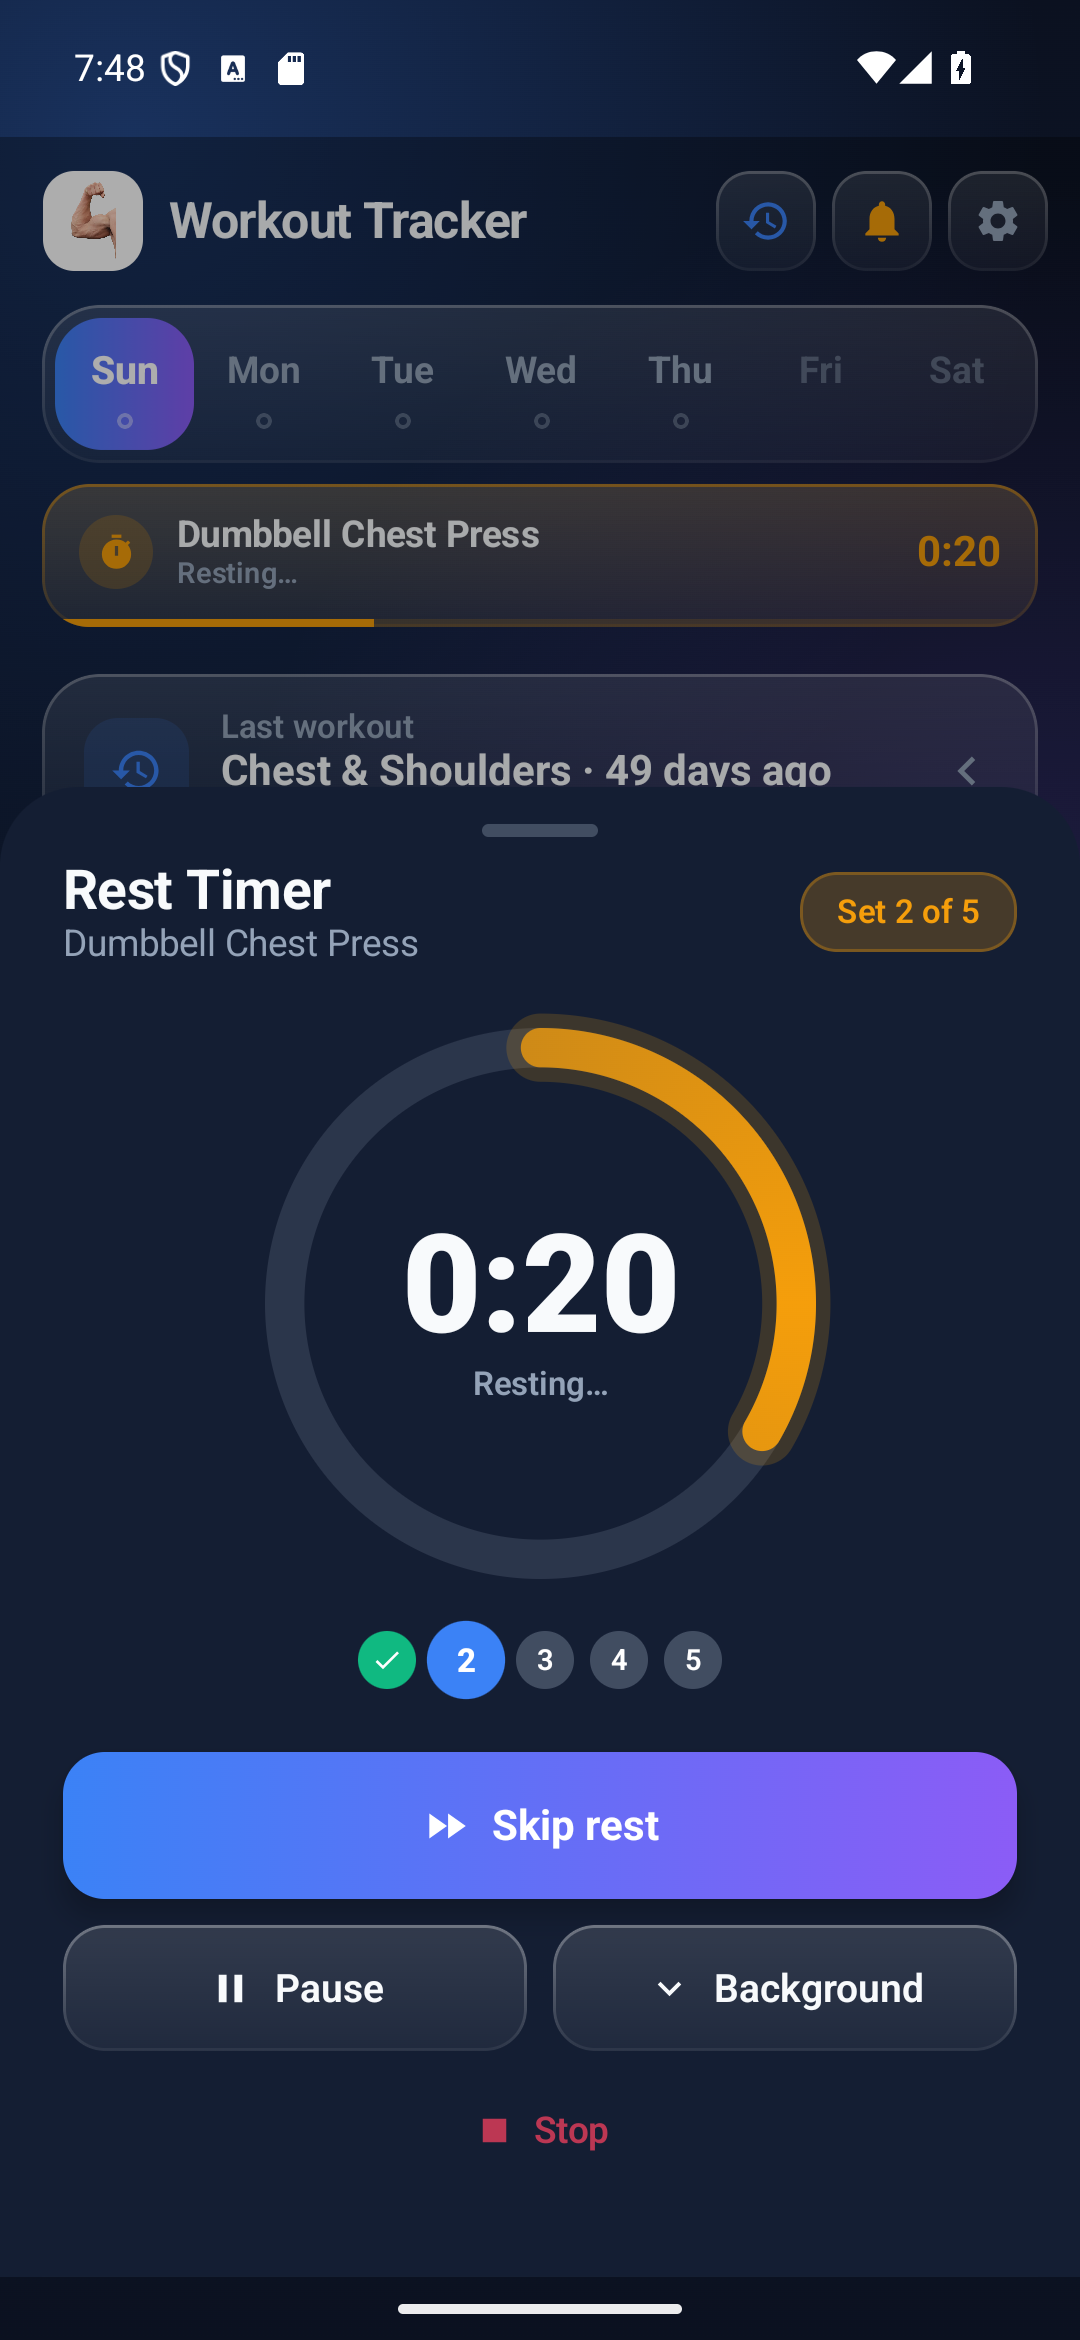 7:48
Workout Tracker
Sun Mon Tue Wed Thu Fri Sat
Dumbbell Chest Press
Resting...
0:20
Last workout
Chest & Shoulders · 49 days ago
Rest Timer
Dumbbell Chest Press
Set 2 of 5
0:20
Resting...
2 3 4 5
Skip rest
Pause
Background
Stop